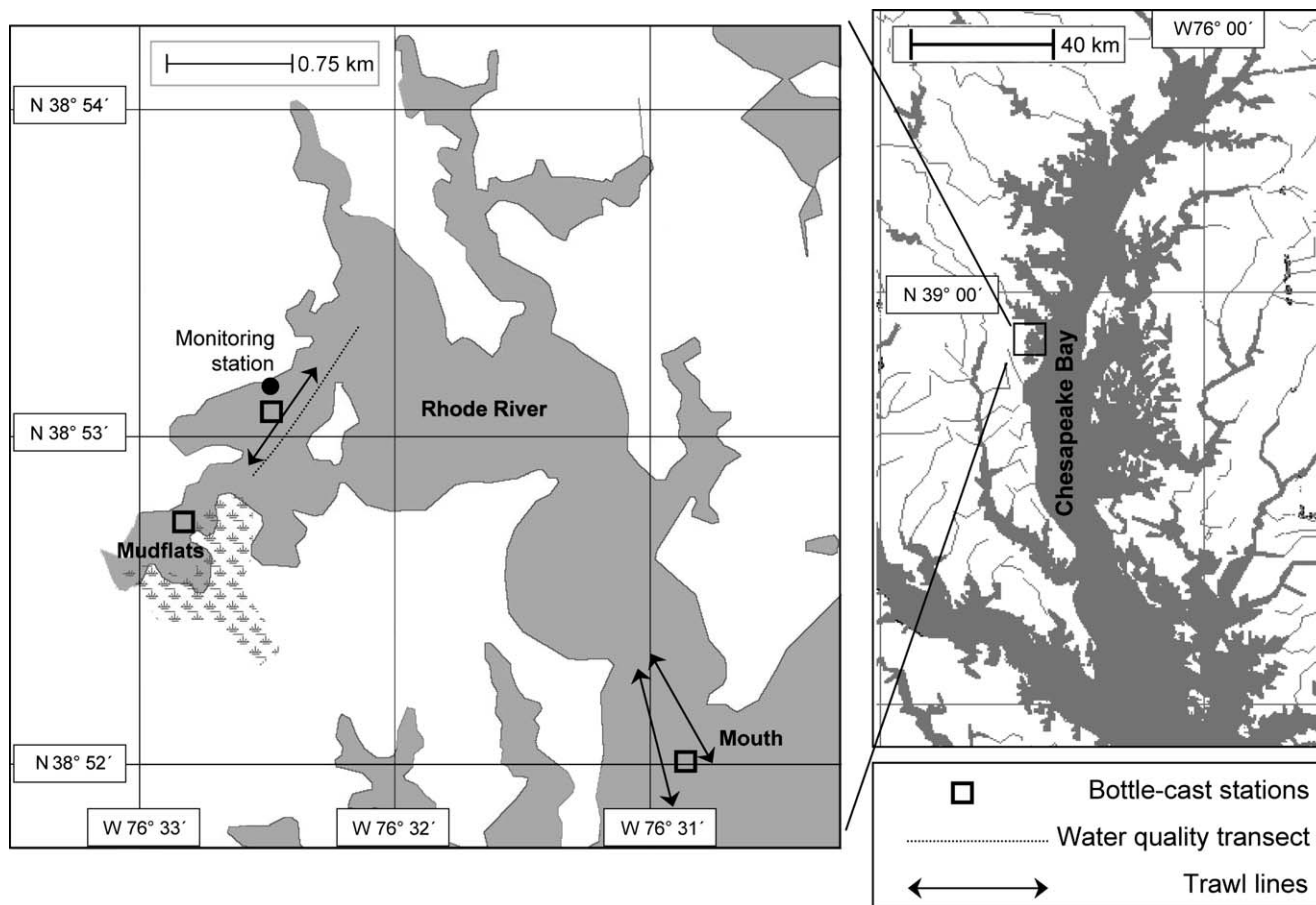 0.75 km
N 38° 54´
Monitoring
station
Rhode River
N 38° 53´
Mudflats
Mouth
N 38° 52´
W 76° 33´
W 76° 32´
W 76° 31´
W76° 00´
40 km
N 39° 00´
Chesapeake Bay
Bottle-cast stations
Water quality transect
Trawl lines